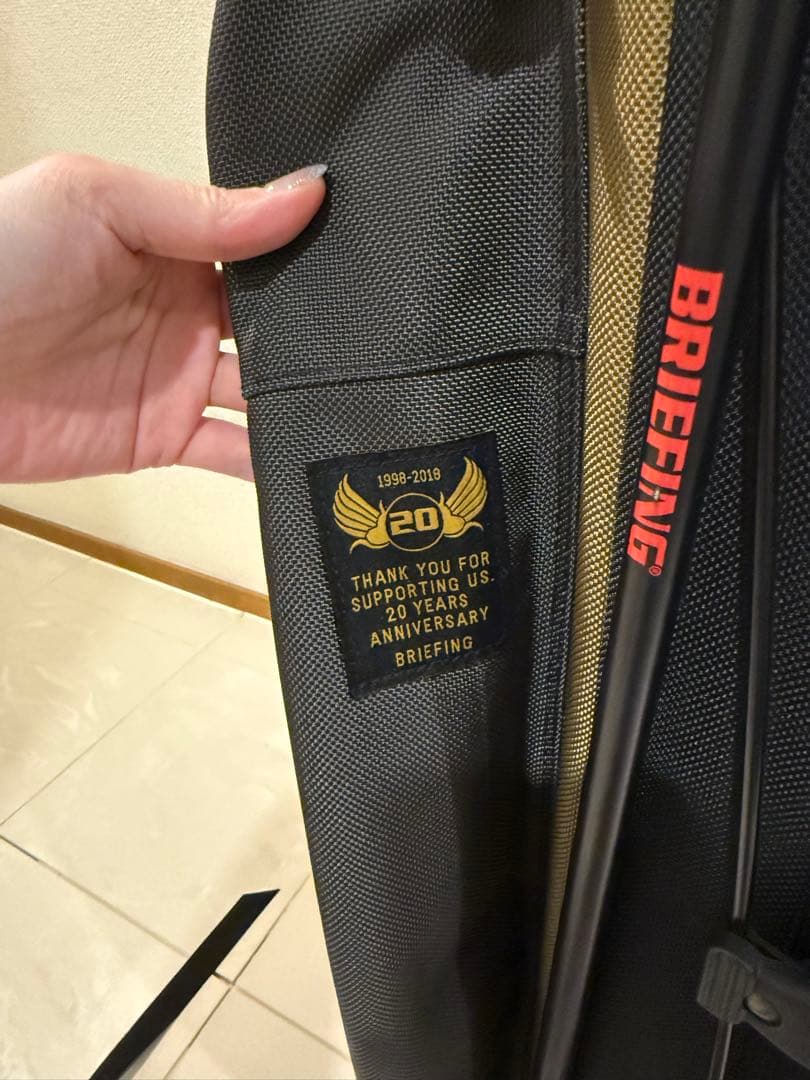 1998-2018
20
THANK YOU FOR
SUPPORTING US.
20 YEARS
ANNIVERSARY
BRIEFING
BRIEFING®